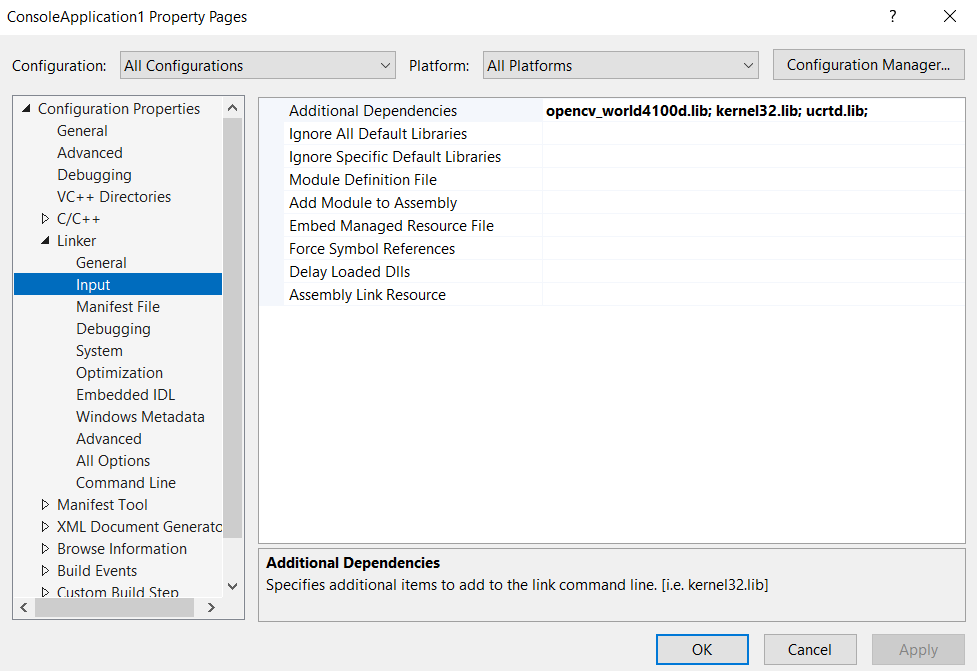 ConsoleApplication1 Property Pages
?
Configuration: All Configurations Platform: All Platforms Configuration Manager...
Configuration Properties
General
Advanced
Debugging
VC++ Directories
C/C++
Linker
General
Input
Manifest File
Debugging
System
Optimization
Embedded IDL
Windows Metadata
Advanced
All Options
Command Line
Manifest Tool
XML Document Generato
Browse Information
Build Events
Custom Build Step
Additional Dependencies opencv_world4100d.lib; kernel32.lib; ucrtd.lib;
Ignore All Default Libraries
Ignore Specific Default Libraries
Module Definition File
Add Module to Assembly
Embed Managed Resource File
Force Symbol References
Delay Loaded Dlls
Assembly Link Resource
Additional Dependencies
Specifies additional items to add to the link command line. [i.e. kernel32.lib]
OK Cancel Apply